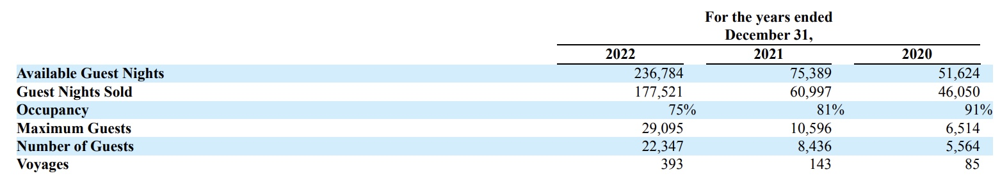 For the years ended
December 31,
2022 2021 2020
Available Guest Nights 236,784 75,389 51,624
Guest Nights Sold 177,521 60,997 46,050
Occupancy 75% 81% 91%
Maximum Guests 29,095 10,596 6,514
Number of Guests 22,347 8,436 5,564
Voyages 393 143 85